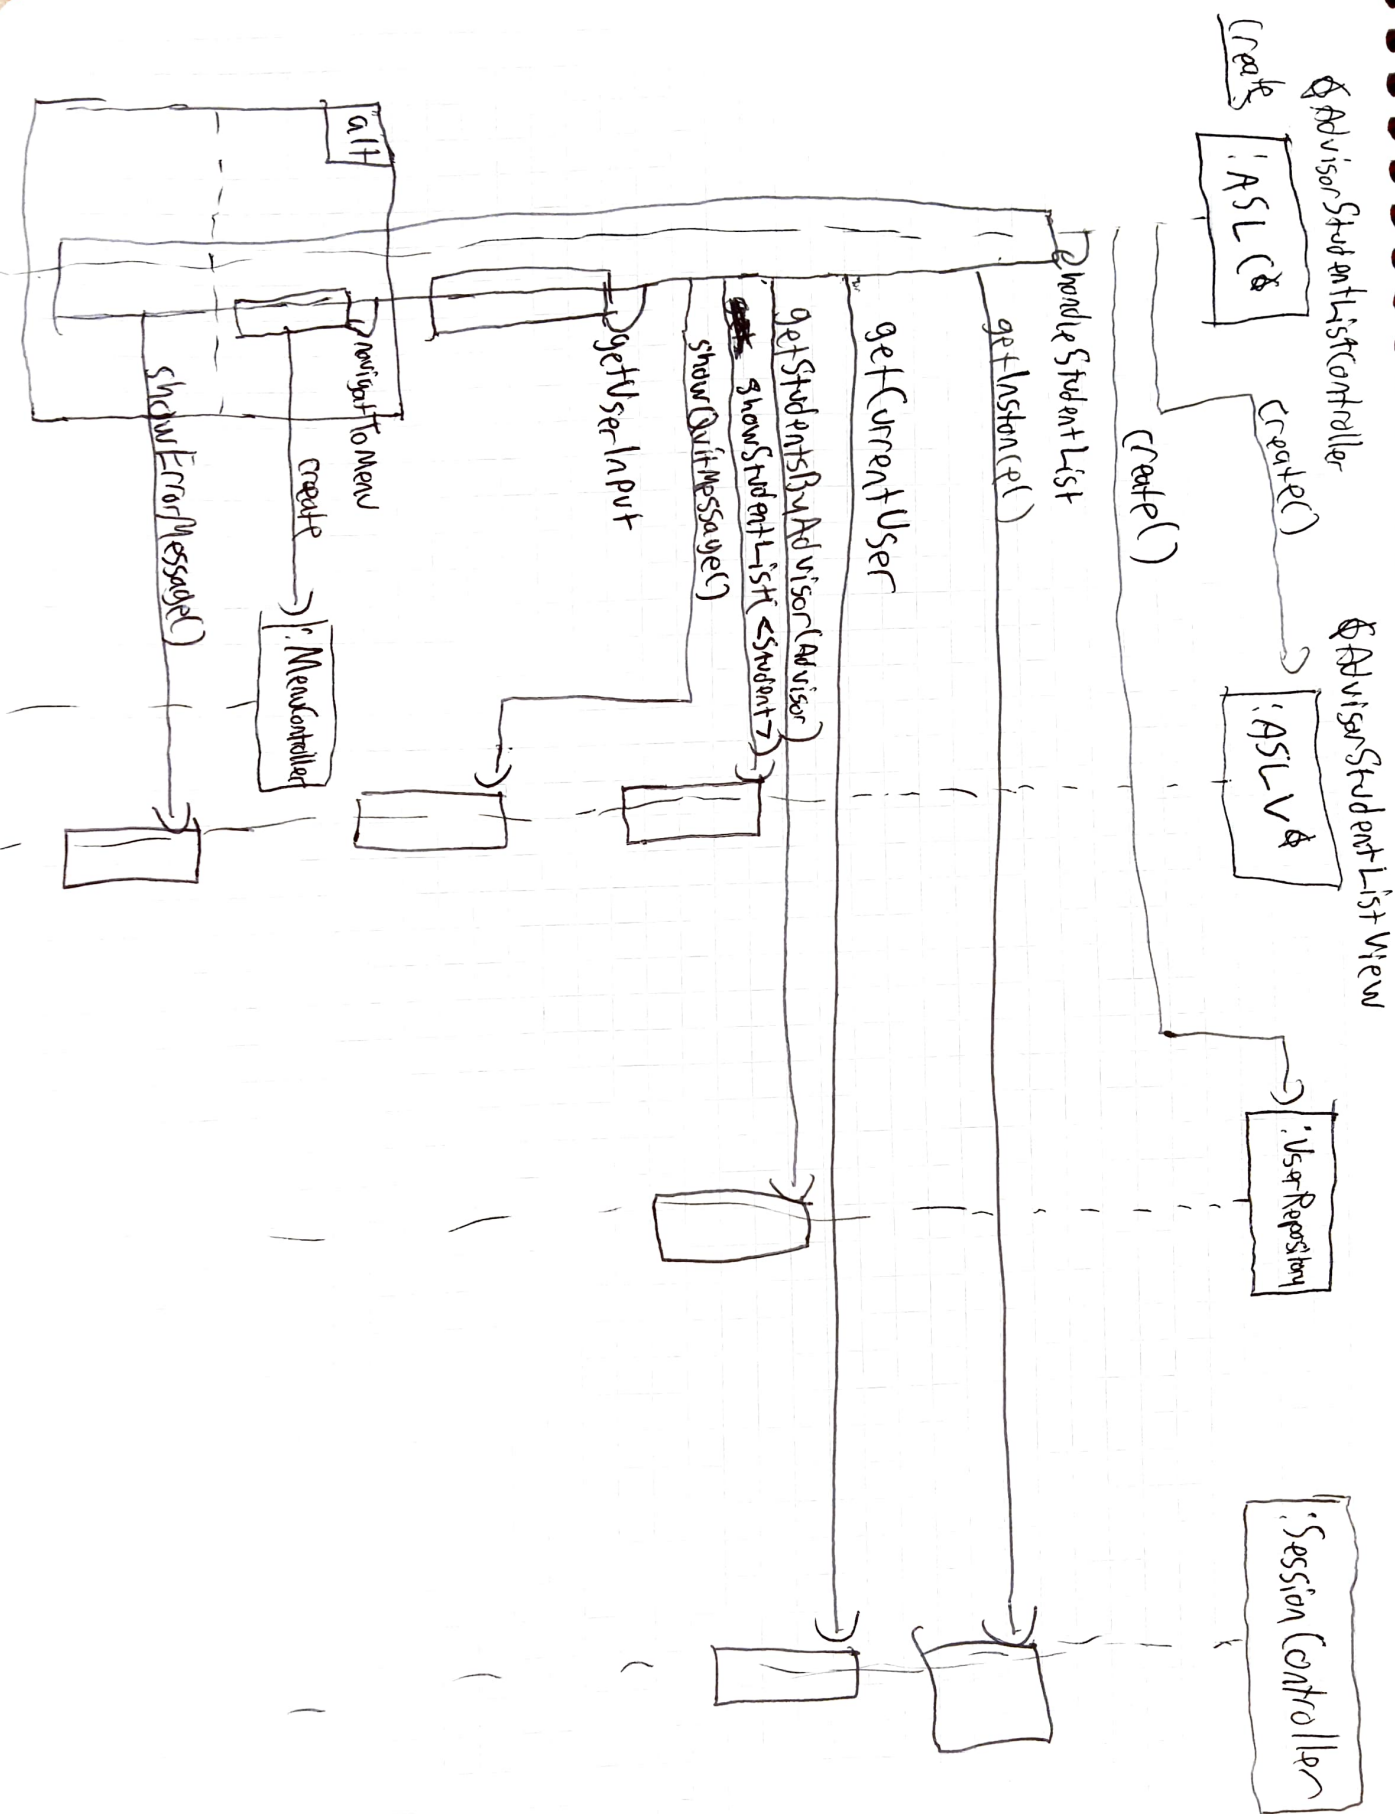 AdvisorStudentListController
AdvisorStudentListView
create
:ASLC
:ASLV
:UserRepository
:SessionController
create()
create()
handleStudentList
getInstance()
getCurrentUser
getStudentsByAdvisor(Advisor)
showStudentList(<Student>)
showQuitMessage()
getUserInput
alt
navigatToMenu
create
:MenuController
showErrorMessage()